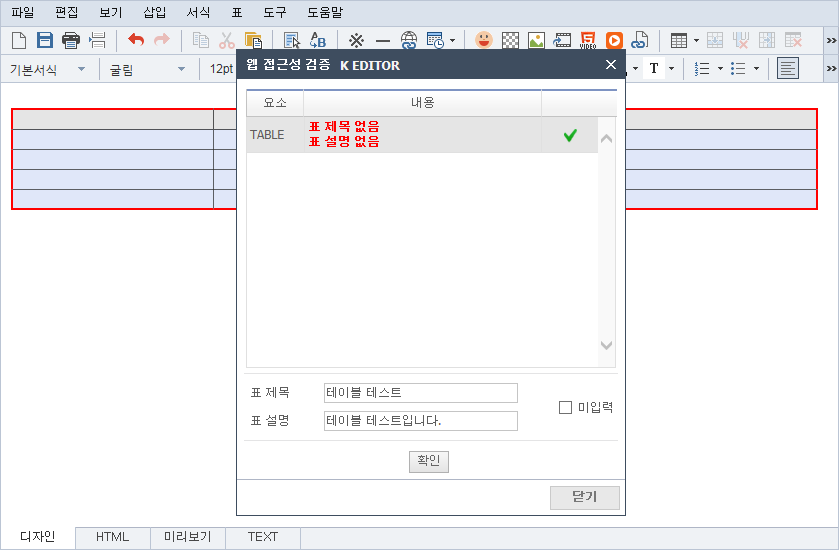 파일 편집 보기 삽입 서식 표 도구 도움말
기본서식 굴림 12pt T
웹 접근성 검증 K EDITOR
요소 내용
TABLE
표 제목 없음
표 설명 없음
표 제목 테이블 테스트
표 설명 테이블 테스트입니다.
미입력
확인
닫기
디자인 HTML 미리보기 TEXT